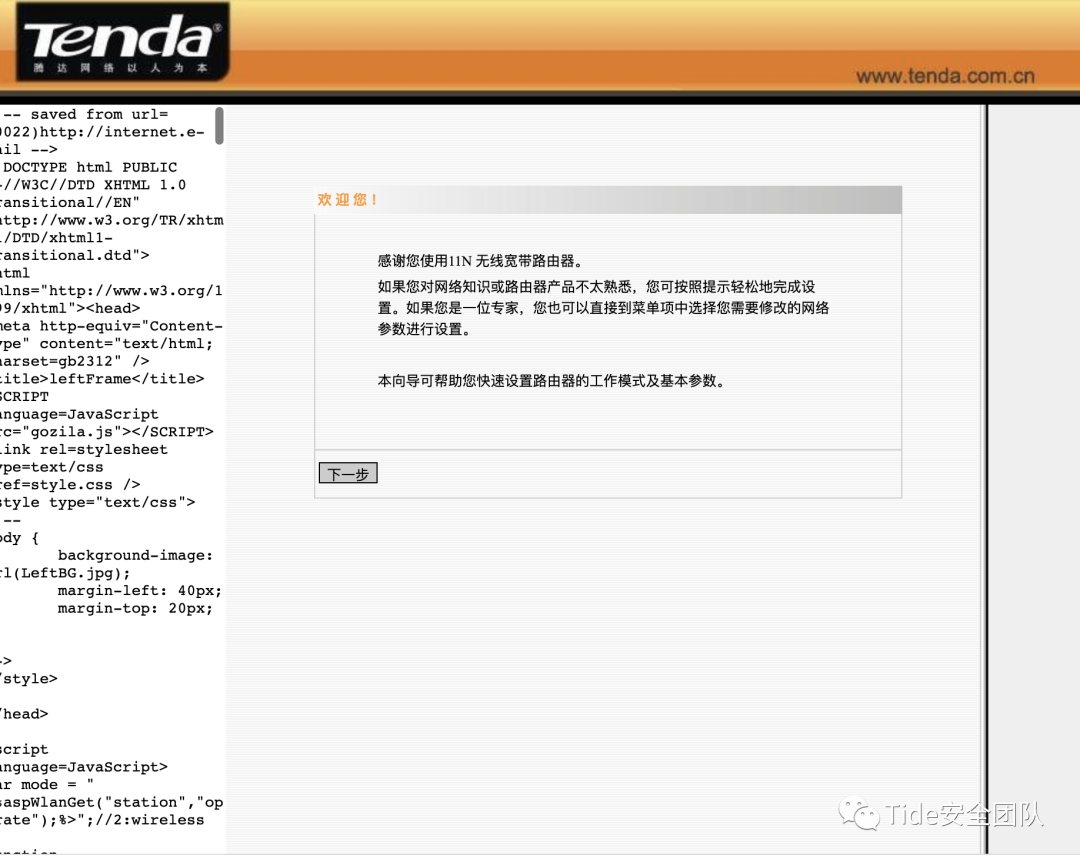 Tenda®
腾达网络以人为本
www.tenda.com.cn
-- saved from url=
0022)http://internet.e-
ail -->
DOCTYPE html PUBLIC
-//W3C//DTD XHTML 1.0
ransitional//EN"
http://www.w3.org/TR/xhtm
l/DTD/xhtml1-
ransitional.dtd">
html
mlns="http://www.w3.org/1
99/xhtml"><head>
meta http-equiv="Content-
ype" content="text/html;
harset=gb2312" />
title>leftFrame</title>
SCRIPT
anguage=JavaScript
rc="gozila.js"></SCRIPT>
link rel=stylesheet
ype=text/css
ref=style.css />
style type="text/css">
--
ody {
background-image:
rl(LeftBG.jpg);
margin-left: 40px;
margin-top: 20px;
->
/style>
/head>
script
anguage=JavaScript>
ar mode = "
%aspWlanGet("station","op
rate");%>";//2:wireless
欢迎您！
感谢您使用11N 无线宽带路由器。
如果您对网络知识或路由器产品不太熟悉，您可按照提示轻松地完成设
置。如果您是一位专家，您也可以直接到菜单项中选择您需要修改的网络
参数进行设置。
本向导可帮助您快速设置路由器的工作模式及基本参数。
下一步
Tide安全团队